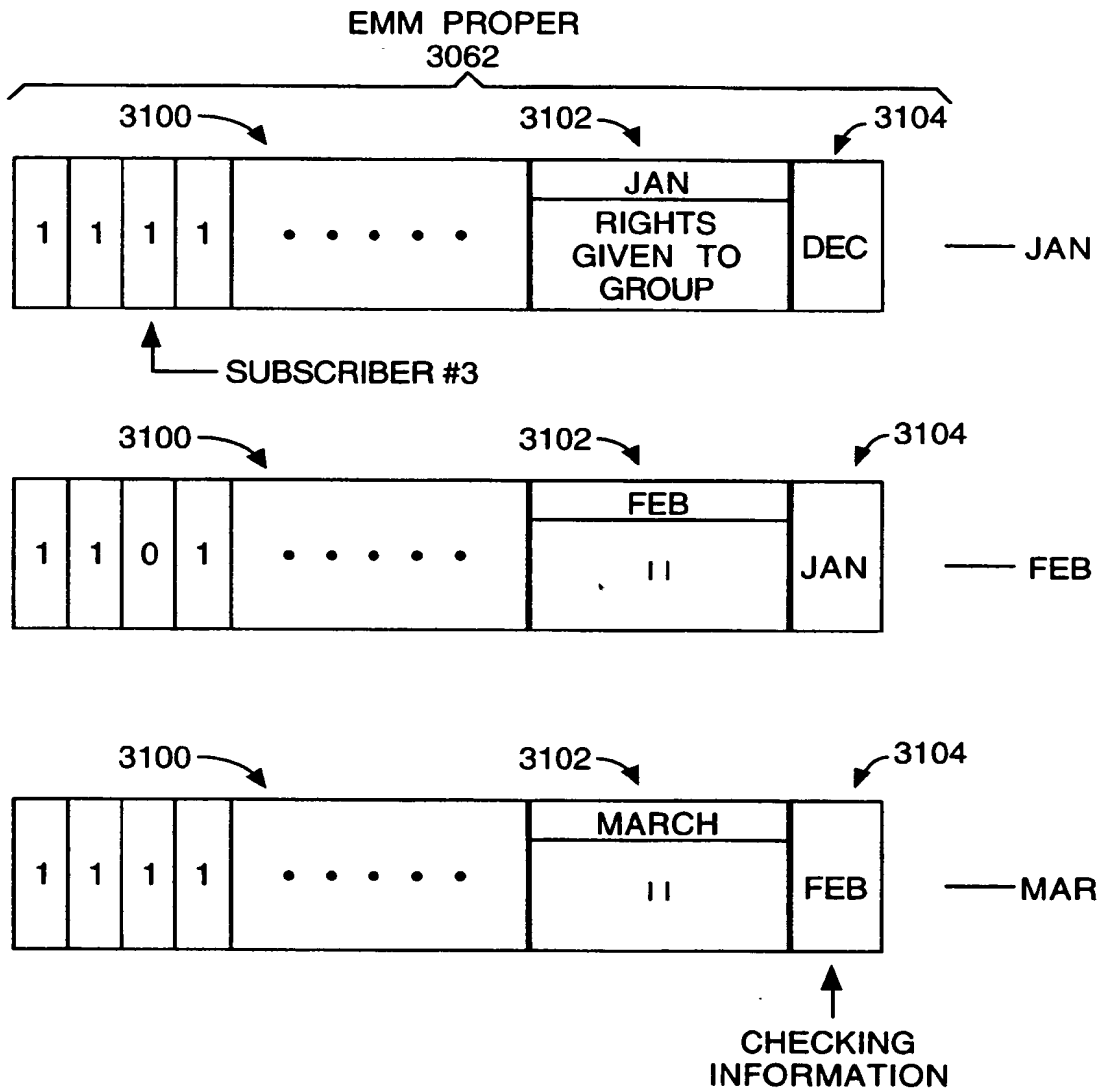 EMM PROPER
3062
3100 3102 3104
1 1 1 1 • • • • • JAN
RIGHTS
GIVEN TO
GROUP
DEC
JAN
SUBSCRIBER #3
3100 3102 3104
1 1 0 1 • • • • • FEB
II
JAN
FEB
3100 3102 3104
1 1 1 1 • • • • • MARCH
II
FEB
MAR
CHECKING
INFORMATION